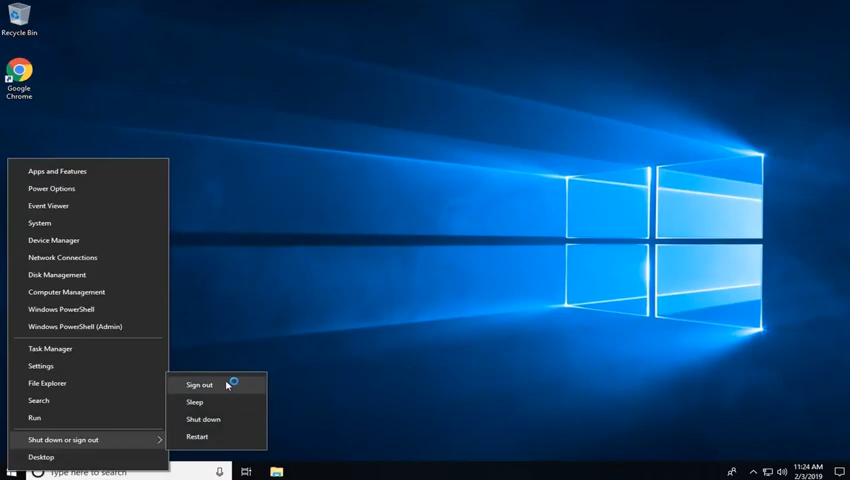 Recycle Bin
Google
Chrome
Apps and Features
Power Options
Event Viewer
System
Device Manager
Network Connections
Disk Management
Computer Management
Windows PowerShell
Windows PowerShell (Admin)
Task Manager
Settings
File Explorer
Search
Run
Shut down or sign out
Desktop
Sign out
Sleep
Shut down
Restart
Type here to search
11:24 AM
2/3/2019